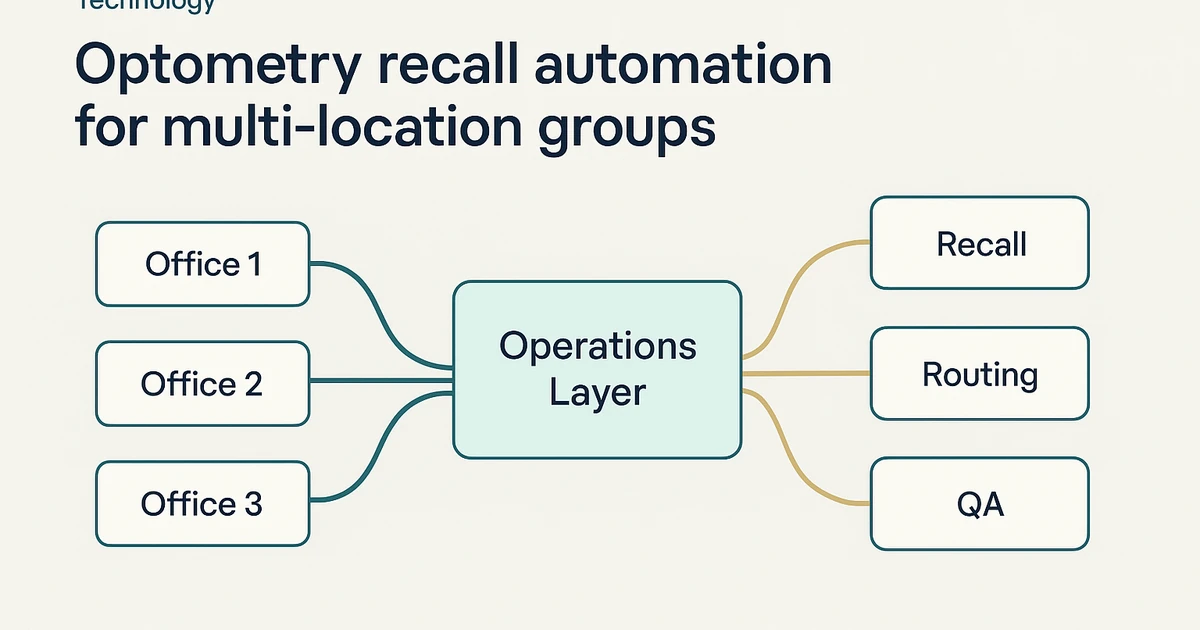 Technology
Optometry recall automation
for multi-location groups
Office 1
Office 2
Office 3
Operations
Layer
Recall
Routing
QA